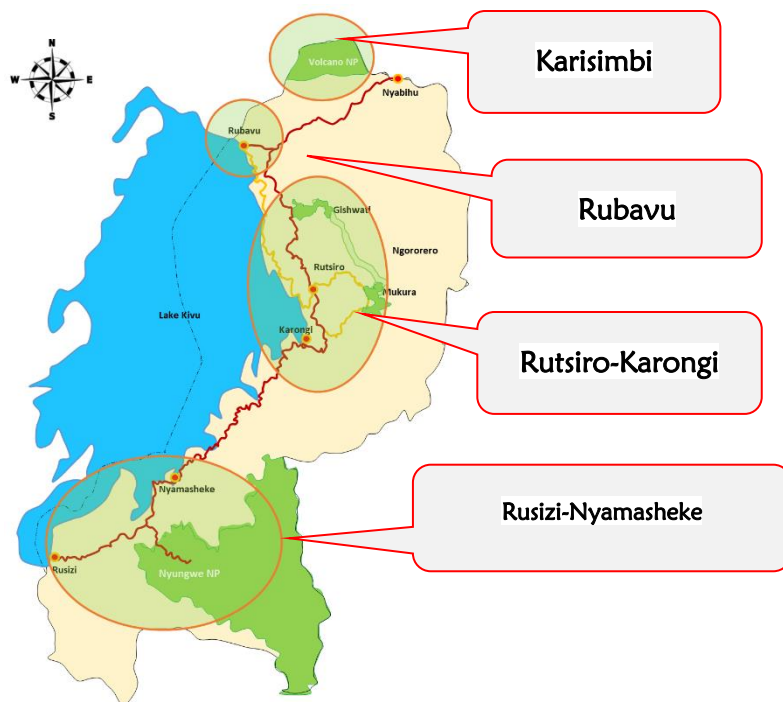 N
W
E
S
Volcano NP
Karisimbi
Nyabihu
Rubavu
Rubavu
Gishwati
Ngororero
Rutsiro
Mukura
Lake Kivu
Karongi
Rutsiro-Karongi
Nyamasheke
Rusizi-Nyamasheke
Rusizi
Nyungwe NP